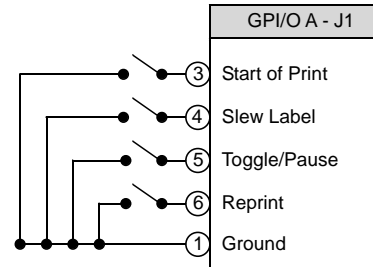 GPI/O A - J1
3 Start of Print
4 Slew Label
5 Toggle/Pause
6 Reprint
1 Ground